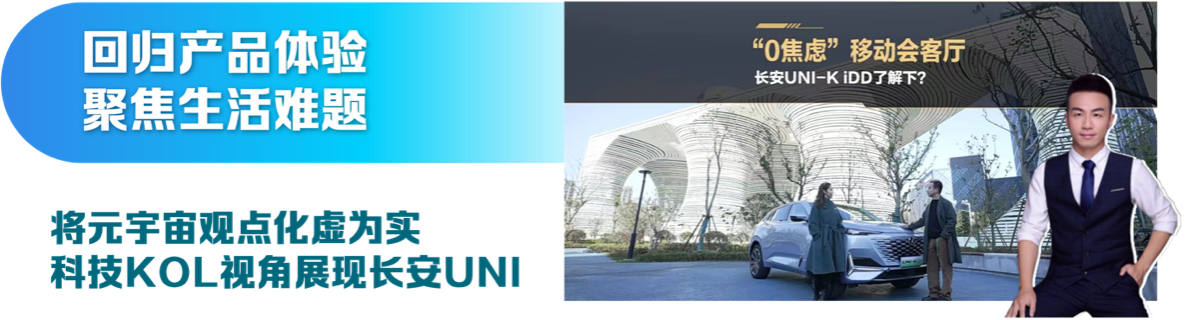 回归产品体验
聚焦生活难题
将元宇宙观点化虚为实
科技KOL视角展现长安UNI
“0焦虑”移动会客厅
长安UNI-K iDD了解下？